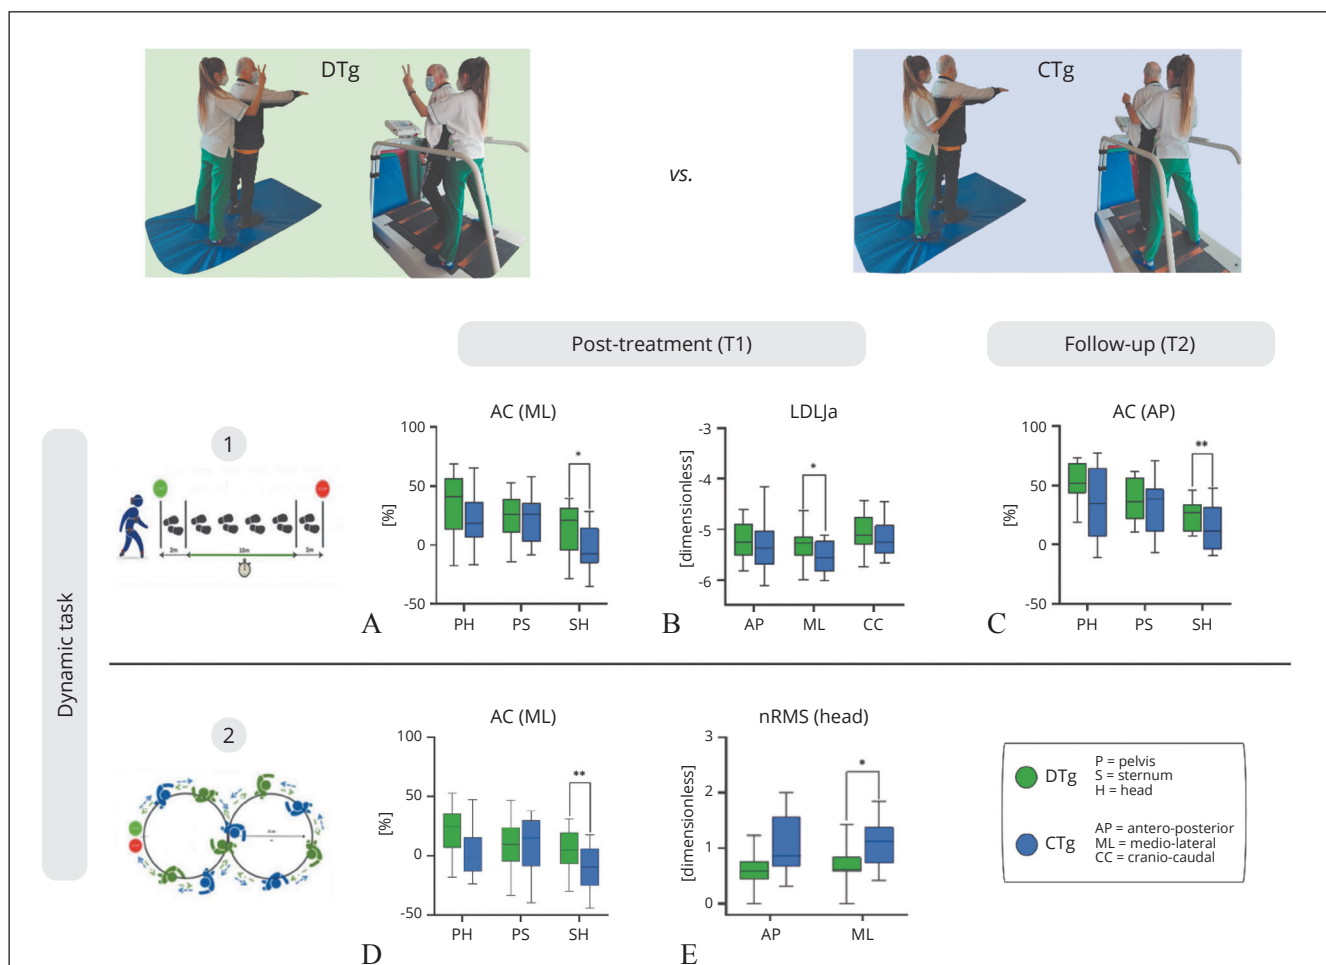 DTg
vs.
CTg
Post-treatment (T1)
Follow-up (T2)
Dynamic task
1
2m
10m
2m
AC (ML)
[%]
100
50
0
-50
*
PH
PS
SH
A
LDLJa
[dimensionless]
-3
-4
-5
-6
*
AP
ML
CC
B
AC (AP)
[%]
100
50
0
-50
**
PH
PS
SH
C
2
AC (ML)
[%]
100
50
0
-50
**
PH
PS
SH
D
nRMS (head)
[dimensionless]
3
2
1
0
*
AP
ML
E
DTg
P = pelvis
S = sternum
H = head
CTg
AP = antero-posterior
ML = medio-lateral
CC = cranio-caudal